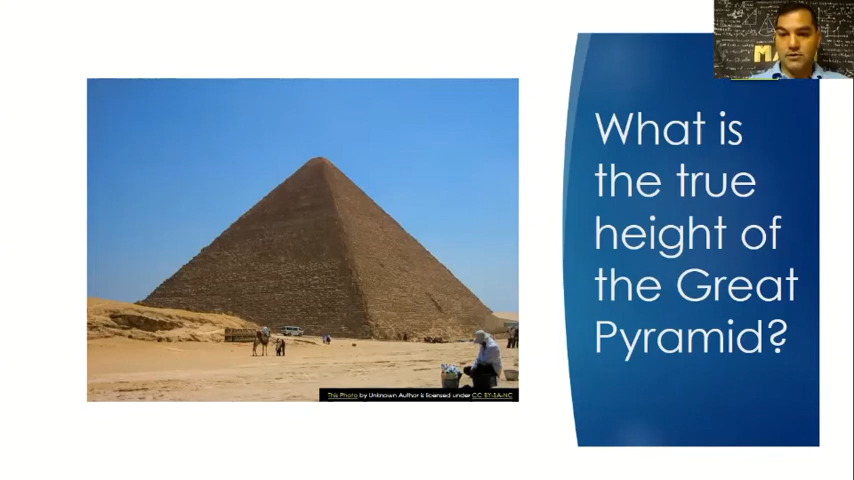 What is
the true
height of
the Great
Pyramid?
This Photo by Unknown Author is licensed under CC BY-SA-NC